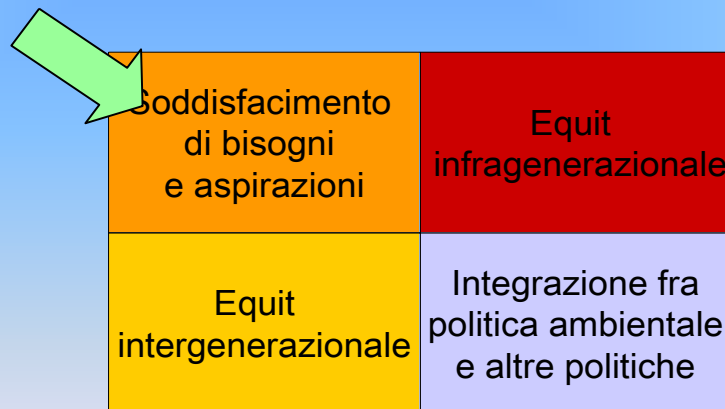 Soddisfacimento
di bisogni
e aspirazioni
Equit
infragenerazionale
Equit
intergenerazionale
Integrazione fra
politica ambientale
e altre politiche